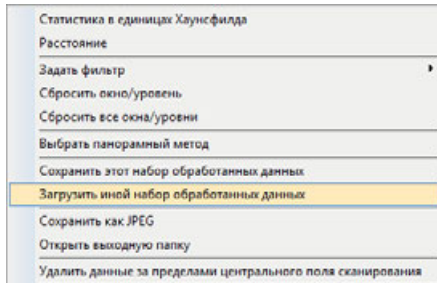 Статистика в единицах Хаунсфилда
Расстояние
Задать фильтр
Сбросить окно/уровень
Сбросить все окна/уровни
Выбрать панорамный метод
Сохранить этот набор обработанных данных
Загрузить иной набор обработанных данных
Сохранить как JPEG
Открыть выходную папку
Удалить данные за пределами центрального поля сканирования